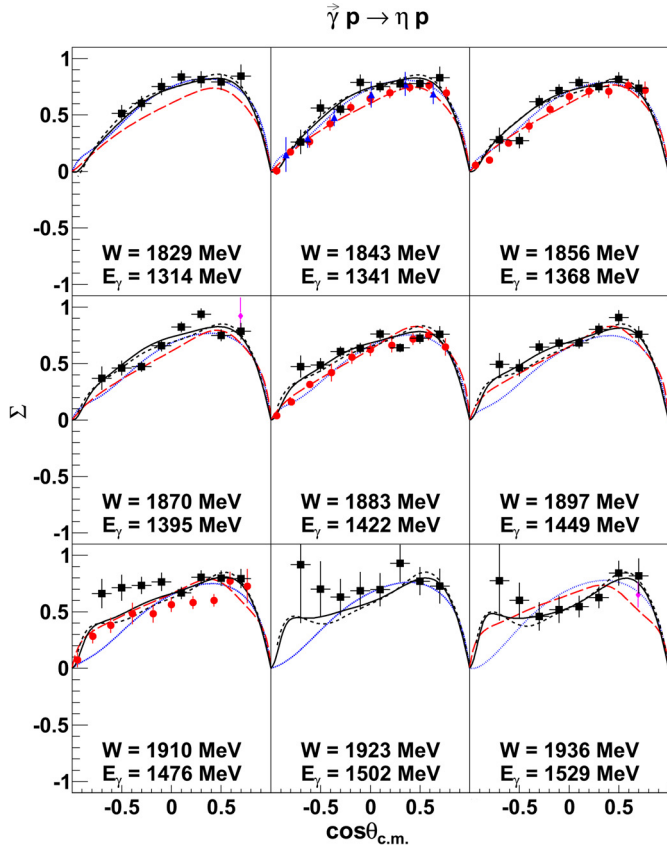 γ⃗ p → η p
1
0.5
0
-0.5
-1
W = 1829 MeV
E_γ = 1314 MeV
W = 1843 MeV
E_γ = 1341 MeV
W = 1856 MeV
E_γ = 1368 MeV
Σ
1
0.5
0
-0.5
-1
W = 1870 MeV
E_γ = 1395 MeV
W = 1883 MeV
E_γ = 1422 MeV
W = 1897 MeV
E_γ = 1449 MeV
1
0.5
0
-0.5
-1
W = 1910 MeV
E_γ = 1476 MeV
W = 1923 MeV
E_γ = 1502 MeV
W = 1936 MeV
E_γ = 1529 MeV
-0.5 0 0.5 -0.5 0 0.5 -0.5 0 0.5
cosθ_c.m.